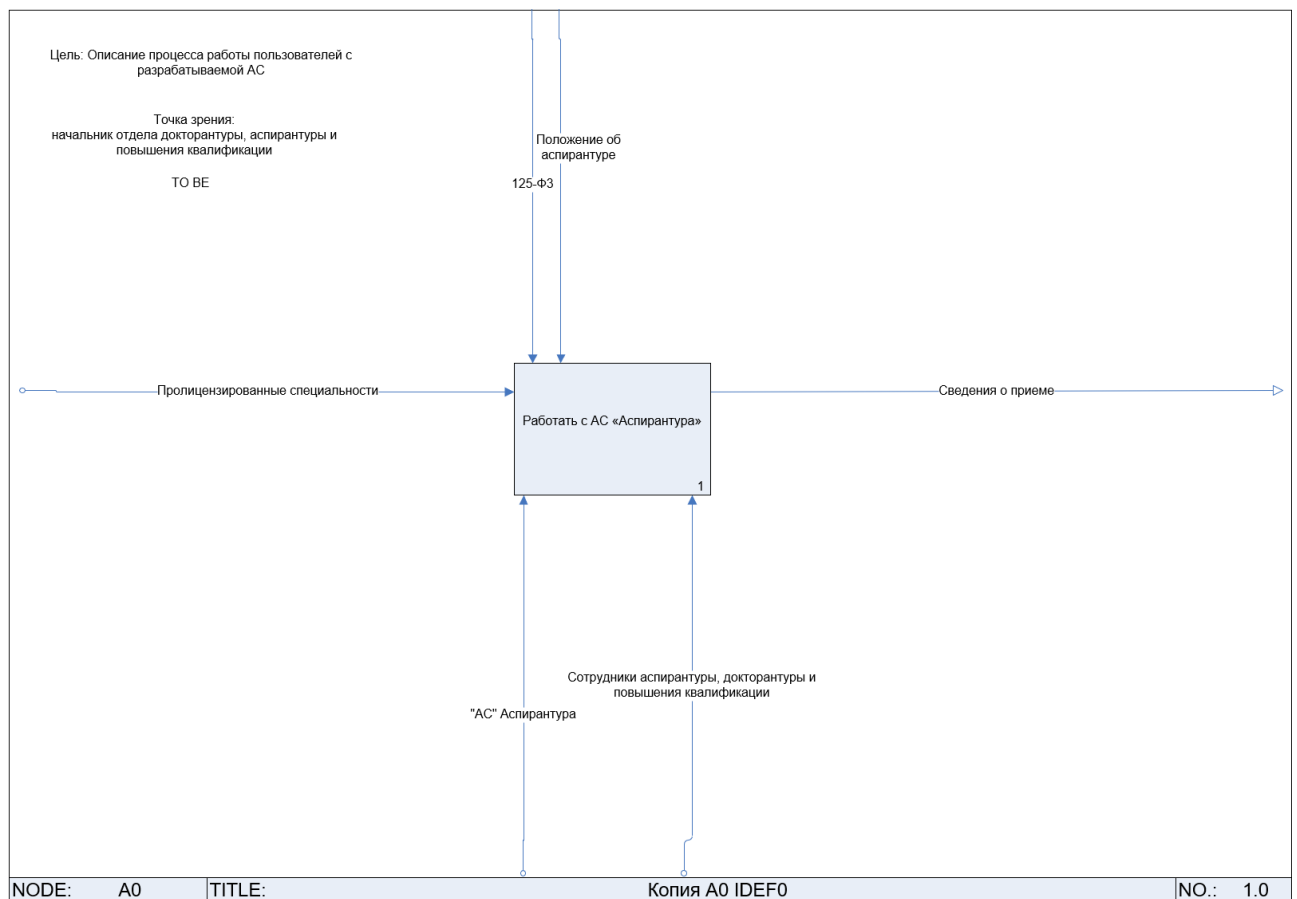 Цель: Описание процесса работы пользователей с
разрабатываемой АС
Точка зрения:
начальник отдела докторантуры, аспирантуры и
повышения квалификации
TO BE
Положение об
аспирантуре
125-ФЗ
Пролицензированные специальности
Сведения о приеме
Работать с АС «Аспирантура»
1
Сотрудники аспирантуры, докторантуры и
повышения квалификации
"АС" Аспирантура
NODE: A0 TITLE: Копия A0 IDEF0 NO.: 1.0